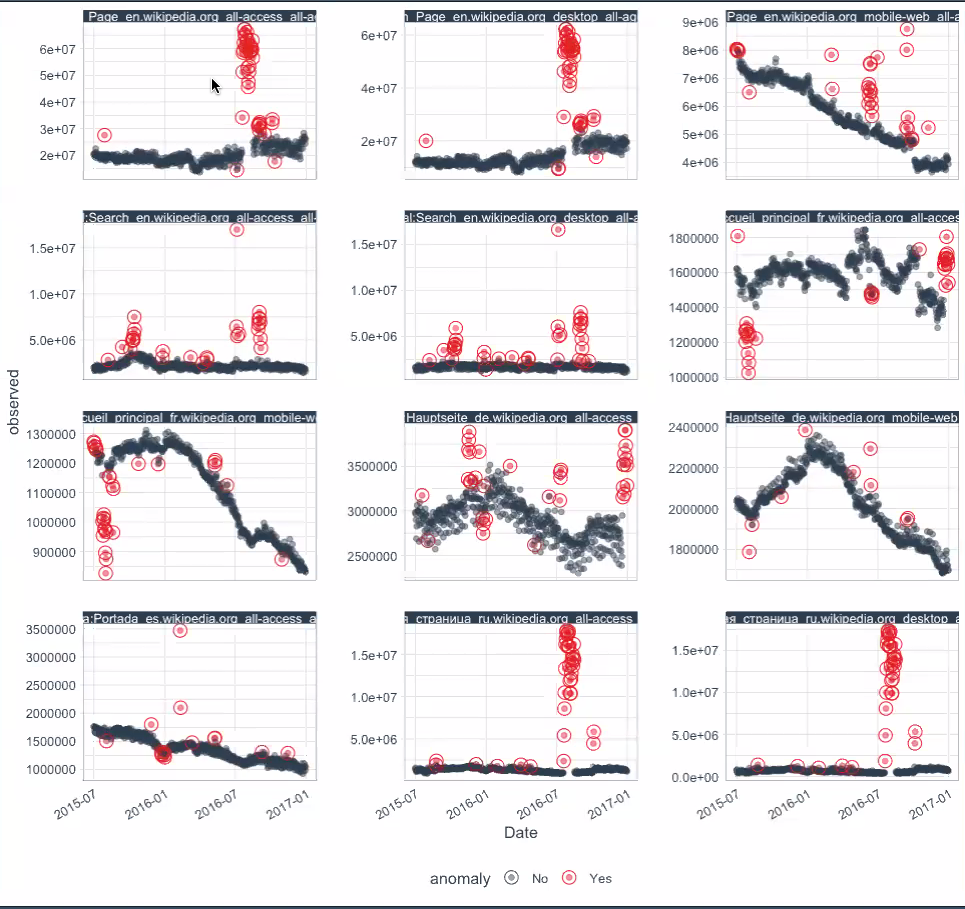 Page_en.wikipedia.org_all-access_all-a
Page_en.wikipedia.org_desktop_all-ag
Page_en.wikipedia.org_mobile-web_all-a
6e+07
5e+07
4e+07
3e+07
2e+07
6e+07
4e+07
2e+07
9e+06
8e+06
7e+06
6e+06
5e+06
4e+06
:Search_en.wikipedia.org_all-access_all-
al:Search_en.wikipedia.org_desktop_all-a
cueil_principal_fr.wikipedia.org_all-acces
1.5e+07
1.0e+07
5.0e+06
1.5e+07
1.0e+07
5.0e+06
1800000
1600000
1400000
1200000
1000000
observed
cueil_principal_fr.wikipedia.org_mobile-we
Hauptseite_de.wikipedia.org_all-access_
Hauptseite_de.wikipedia.org_mobile-web
1300000
1200000
1100000
1000000
900000
3500000
3000000
2500000
2400000
2200000
2000000
1800000
a:Portada_es.wikipedia.org_all-access_a
я_страница_ru.wikipedia.org_all-access_
ая_страница_ru.wikipedia.org_desktop_a
3500000
3000000
2500000
2000000
1500000
1000000
1.5e+07
1.0e+07
5.0e+06
1.5e+07
1.0e+07
5.0e+06
0.0e+00
2015-07
2016-01
2016-07
2017-01
2015-07
2016-01
2016-07
2017-01
2015-07
2016-01
2016-07
2017-01
Date
anomaly No Yes